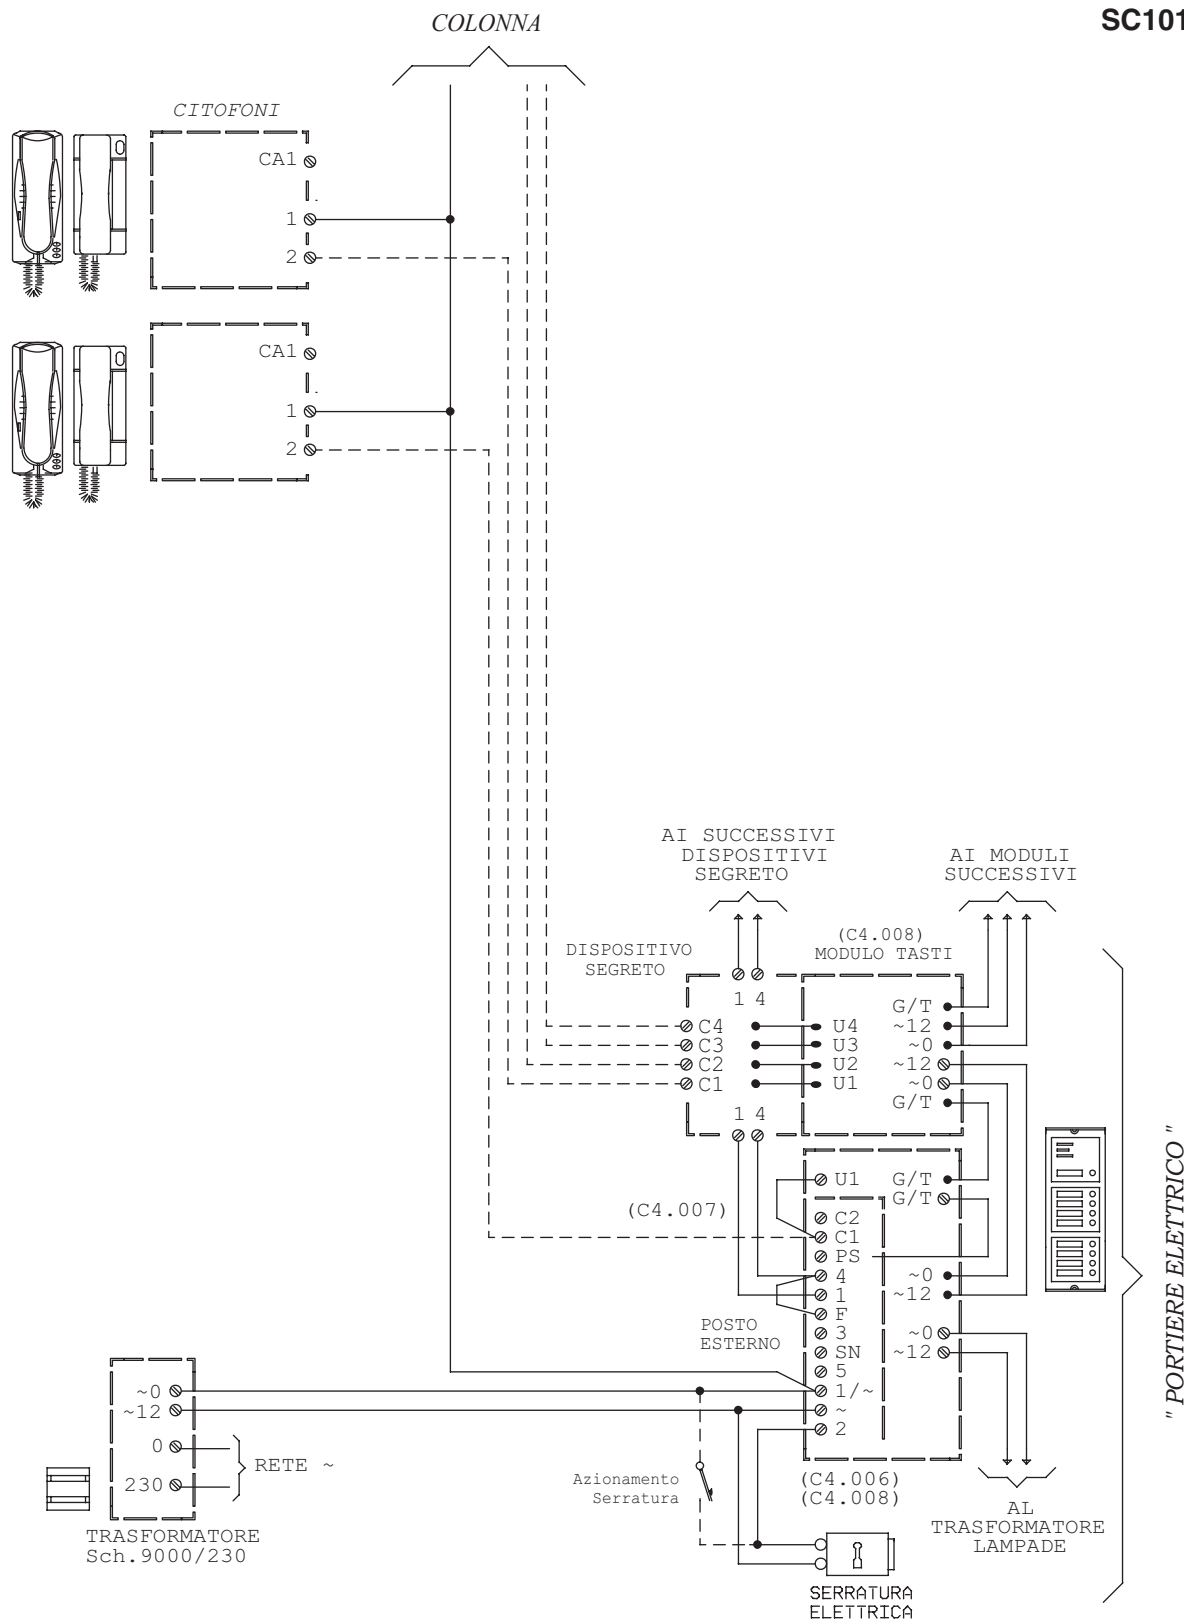 COLONNA
SC101
CITOFONI
CA1
1
2
CA1
1
2
AI SUCCESSIVI
DISPOSITIVI
SEGRETO
AI MODULI
SUCCESSIVI
(C4.008)
MODULO TASTI
DISPOSITIVO
SEGRETO
1 4
G/T
C4
U4
~12
C3
U3
~0
C2
U2
~12
C1
U1
~0
G/T
1 4
U1
G/T
G/T
(C4.007)
C2
C1
PS
4
~0
1
~12
F
POSTO
ESTERNO
3
~0
SN
~12
5
1/~
~
2
~0
~12
0
230
RETE ~
TRASFORMATORE
Sch.9000/230
Azionamento
Serratura
(C4.006)
(C4.008)
AL
TRASFORMATORE
LAMPADE
SERRATURA
ELETTRICA
" PORTIERE ELETTRICO "